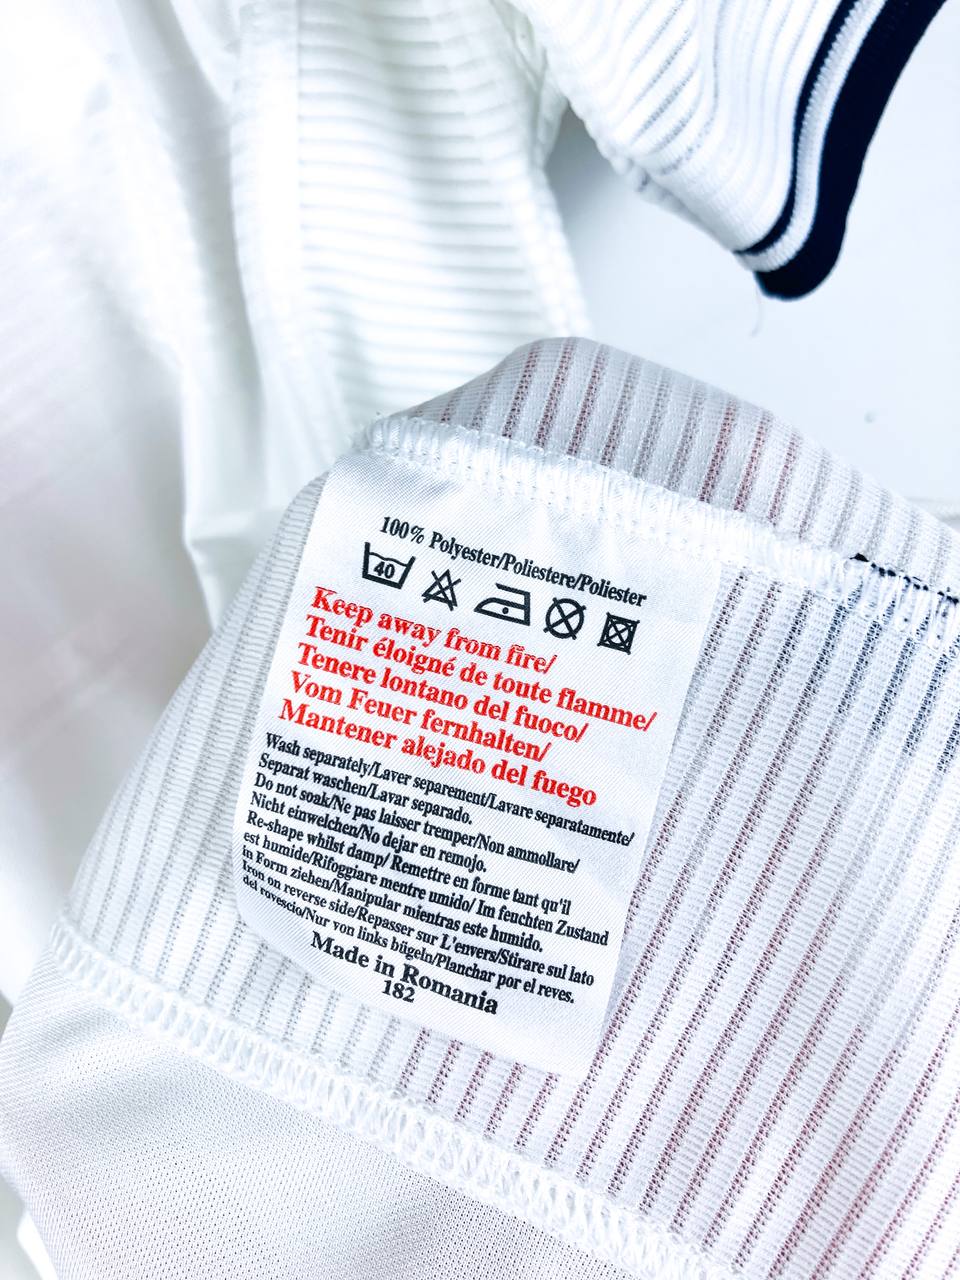 100% Polyester/Poliestere/Poliester
40
Keep away from fire/
Tenir éloigné de toute flamme/
Tenere lontano del fuoco/
Vom Feuer fernhalten/
Mantener alejado del fuego
Wash separately/Laver separement/Lavare separatamente/
Separat waschen/Lavar separado.
Do not soak/Ne pas laisser tremper/Non ammollare/
Nicht einweichen/No dejar en remojo.
Re-shape whilst damp/ Remettre en forme tant qu'il
est humide/Rifoggiare mentre umido/ Im feuchten Zustand
in Form ziehen/Manipular mientras este humido.
Iron on reverse side/Repasser sur L'envers/Stirare sul lato
del rovescio/Nur von links bügeln/Planchar por el reves.
Made in Romania
182